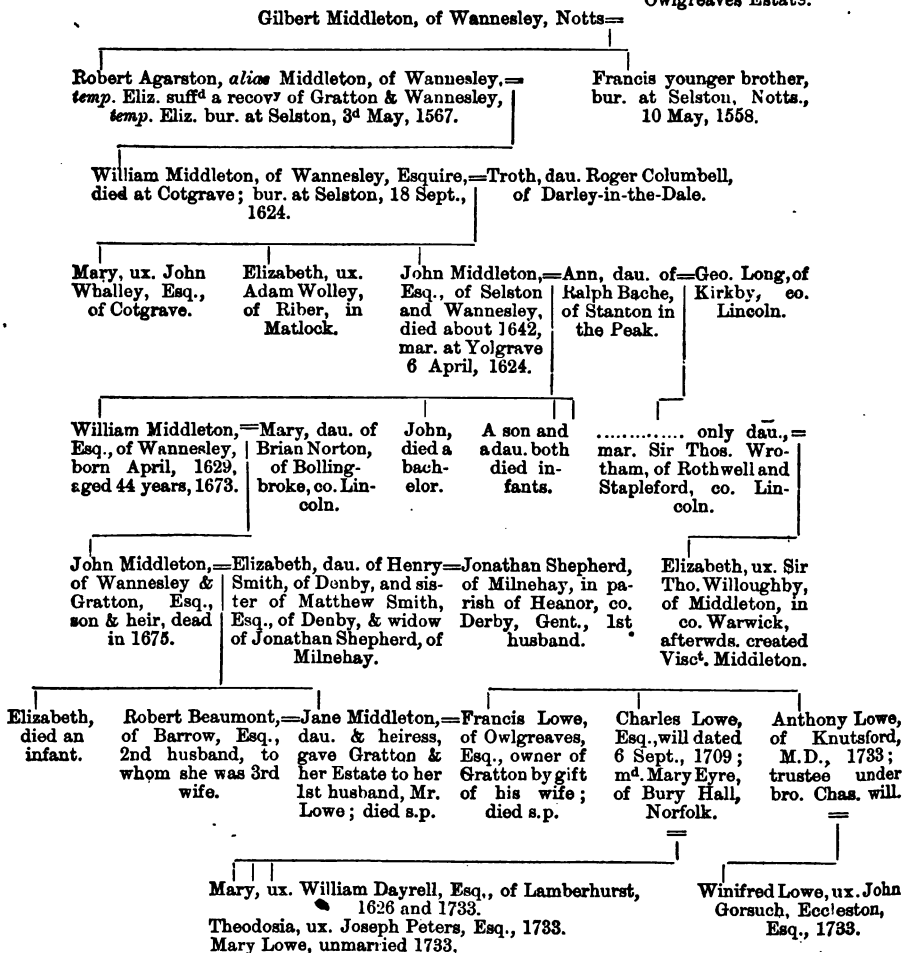 Owlgreaves Estate.
Gilbert Middleton, of Wannesley, Notts=
Robert Agarston, alias Middleton, of Wannesley,=
temp. Eliz. suffd a recovy of Gratton & Wannesley,
temp. Eliz. bur. at Selston, 3d May, 1567.
Francis younger brother,
bur. at Selston, Notts.,
10 May, 1558.
William Middleton, of Wannesley, Esquire,=
died at Cotgrave; bur. at Selston, 18 Sept.,
1624.
Troth, dau. Roger Columbell,
of Darley-in-the-Dale.
Mary, ux. John
Whalley, Esq.,
of Cotgrave.
Elizabeth, ux.
Adam Wolley,
of Riber, in
Matlock.
John Middleton,=
Esq., of Selston
and Wannesley,
died about 1642,
mar. at Yolgrave
6 April, 1624.
Ann, dau. of=
Ralph Bache,
of Stanton in
the Peak.
Geo. Long, of
Kirkby, co.
Lincoln.
William Middleton,=
Esq., of Wannesley,
born April, 1629,
aged 44 years, 1673.
Mary, dau. of
Brian Norton,
of Bolling-
broke, co. Lin-
coln.
John,
died a
bach-
elor.
A son and
a dau. both
died in-
fants.
............. only dau.,=
mar. Sir Thos. Wro-
tham, of Rothwell and
Stapleford, co. Lin-
coln.
John Middleton,=
of Wannesley &
Gratton, Esq.,
son & heir, dead
in 1675.
Elizabeth, dau. of Henry=
Smith, of Denby, and sis-
ter of Matthew Smith,
Esq., of Denby, & widow
of Jonathan Shepherd, of
Milnehay.
Jonathan Shepherd,
of Milnehay, in pa-
rish of Heanor, co.
Derby, Gent., 1st
husband.
Elizabeth, ux. Sir
Tho. Willoughby,
of Middleton, in
co. Warwick,
afterwds. created
Visct. Middleton.
Elizabeth,
died an
infant.
Robert Beaumont,=
of Barrow, Esq.,
2nd husband, to
whom she was 3rd
wife.
Jane Middleton,=
dau. & heiress,
gave Gratton &
her Estate to her
1st husband, Mr.
Lowe; died s.p.
Francis Lowe,
of Owlgreaves,
Esq., owner of
Gratton by gift
of his wife;
died s.p.
Charles Lowe,
Esq., will dated
6 Sept., 1709;
md. Mary Eyre,
of Bury Hall,
Norfolk.
=
Anthony Lowe,
of Knutsford,
M.D., 1733;
trustee under
bro. Chas. will.
=
Mary, ux. William Dayrell, Esq., of Lamberhurst,
1626 and 1733.
Theodosia, ux. Joseph Peters, Esq., 1733.
Mary Lowe, unmarried 1733.
Winifred Lowe, ux. John
Gorsuch, Eccleston,
Esq., 1733.